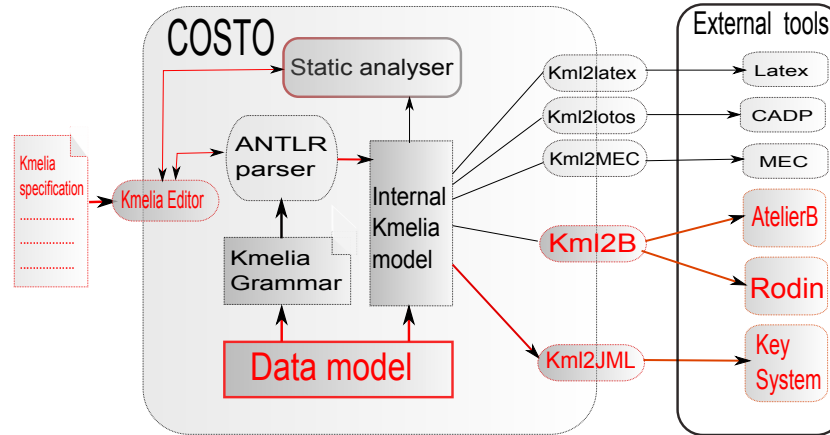 COSTO
External tools
Static analyser
Kml2latex
Latex
Kml2lotos
CADP
ANTLR
parser
Kml2MEC
MEC
Kmelia
specification
................
................
................
Kmelia Editor
Internal
Kmelia
model
AtelierB
Kml2B
Kmelia
Grammar
Rodin
Data model
Kml2JML
Key
System